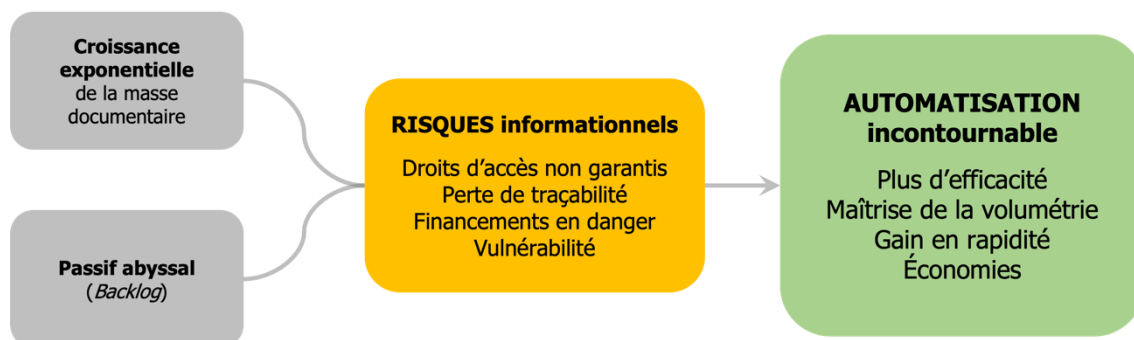 Croissance
exponentielle
de la masse
documentaire
Passif abyssal
(Backlog)
RISQUES informationnels
Droits d’accès non garantis
Perte de traçabilité
Financements en danger
Vulnérabilité
AUTOMATISATION
incontournable
Plus d’efficacité
Maîtrise de la volumétrie
Gain en rapidité
Économies